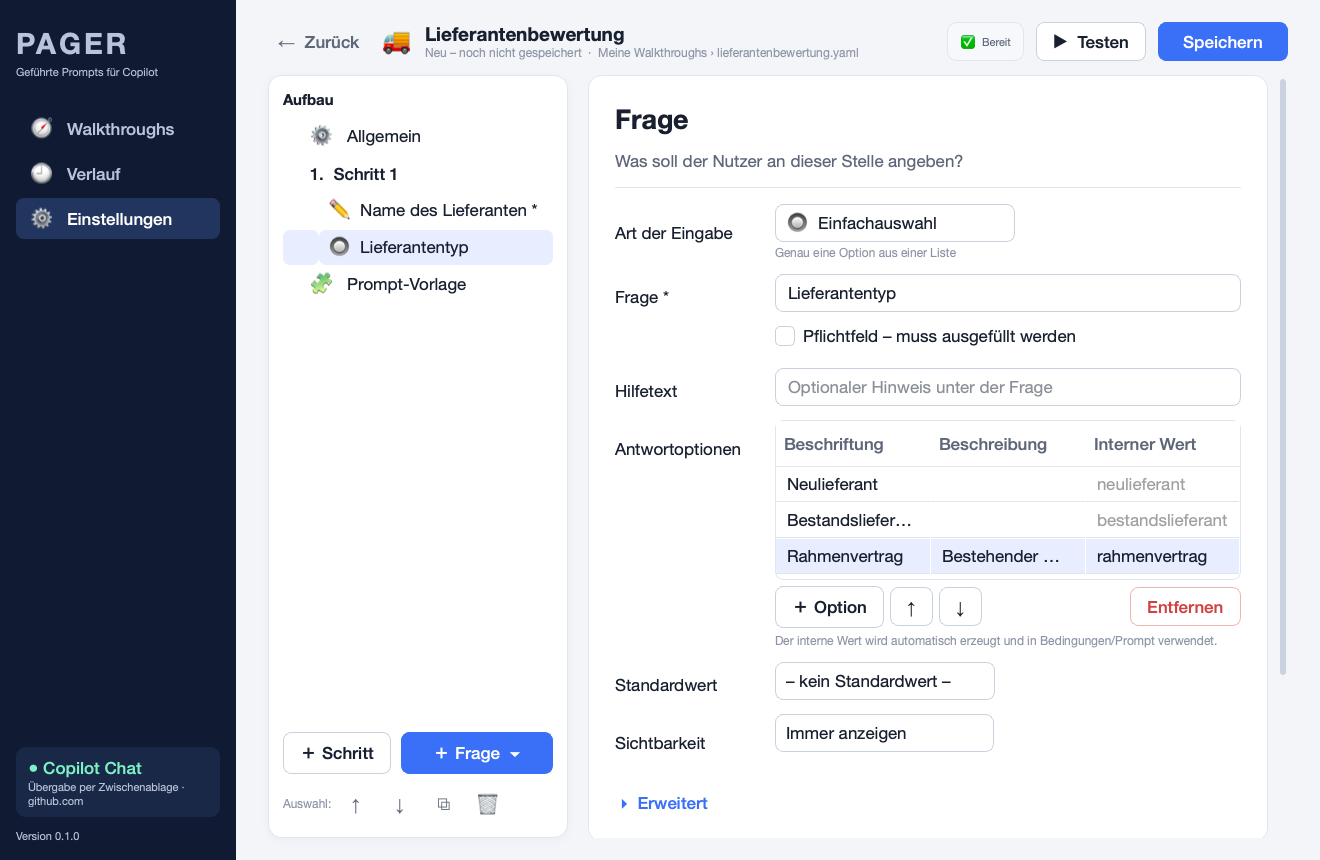 PAGER
Geführte Prompts für Copilot
Walkthroughs
Verlauf
Einstellungen
● Copilot Chat
Übergabe per Zwischenablage ·
github.com
Version 0.1.0
← Zurück
Lieferantenbewertung
Neu – noch nicht gespeichert · Meine Walkthroughs › lieferantenbewertung.yaml
✅ Bereit
▶ Testen
Speichern
Aufbau
Allgemein
1. Schritt 1
Name des Lieferanten *
Lieferantentyp
Prompt-Vorlage
+ Schritt
+ Frage
Auswahl: ↑ ↓
Frage
Was soll der Nutzer an dieser Stelle angeben?
Art der Eingabe
Einfachauswahl
Genau eine Option aus einer Liste
Frage *
Lieferantentyp
Pflichtfeld – muss ausgefüllt werden
Hilfetext
Optionaler Hinweis unter der Frage
Antwortoptionen
Beschriftung Beschreibung Interner Wert
Neulieferant neulieferant
Bestandsliefer… bestandslieferant
Rahmenvertrag Bestehender … rahmenvertrag
+ Option ↑ ↓ Entfernen
Der interne Wert wird automatisch erzeugt und in Bedingungen/Prompt verwendet.
Standardwert
– kein Standardwert –
Sichtbarkeit
Immer anzeigen
Erweitert